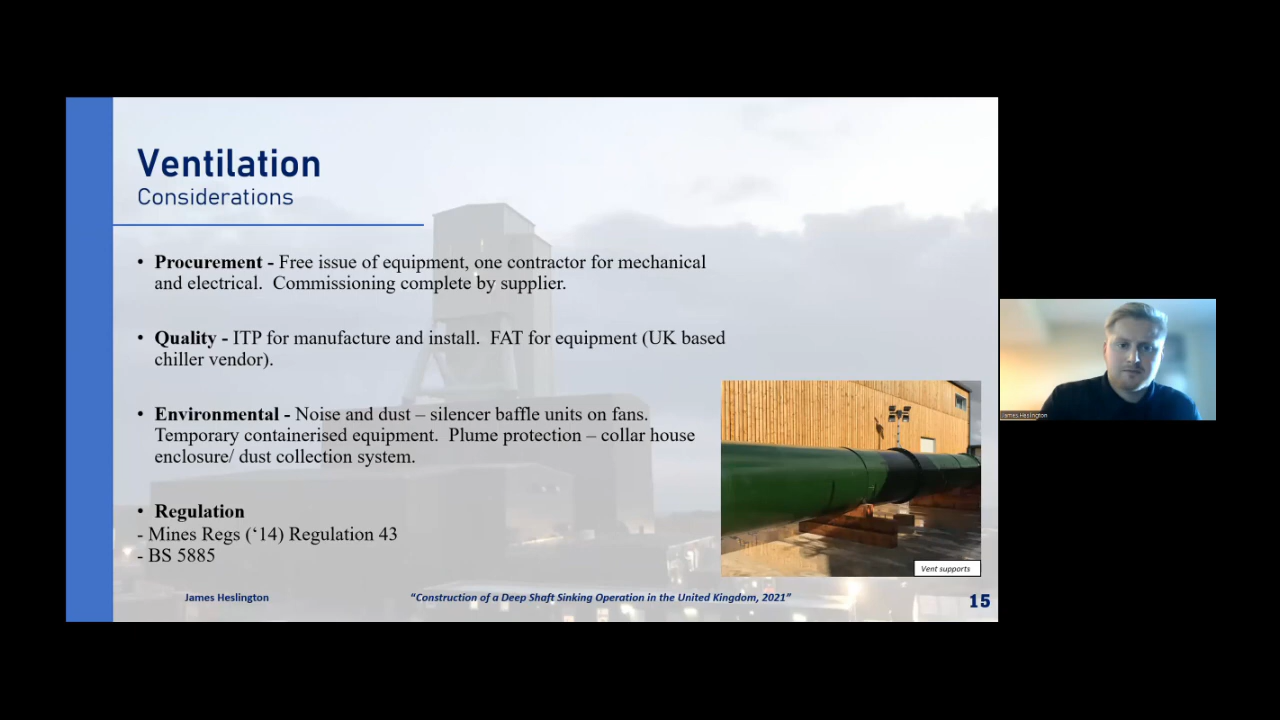 Ventilation
Considerations
• Procurement - Free issue of equipment, one contractor for mechanical
and electrical. Commissioning complete by supplier.
• Quality - ITP for manufacture and install. FAT for equipment (UK based
chiller vendor).
• Environmental - Noise and dust – silencer baffle units on fans.
Temporary containerised equipment. Plume protection – collar house
enclosure/ dust collection system.
• Regulation
- Mines Regs (‘14) Regulation 43
- BS 5885
Vent supports
James Heslington
“Construction of a Deep Shaft Sinking Operation in the United Kingdom, 2021”
15
James Heslington